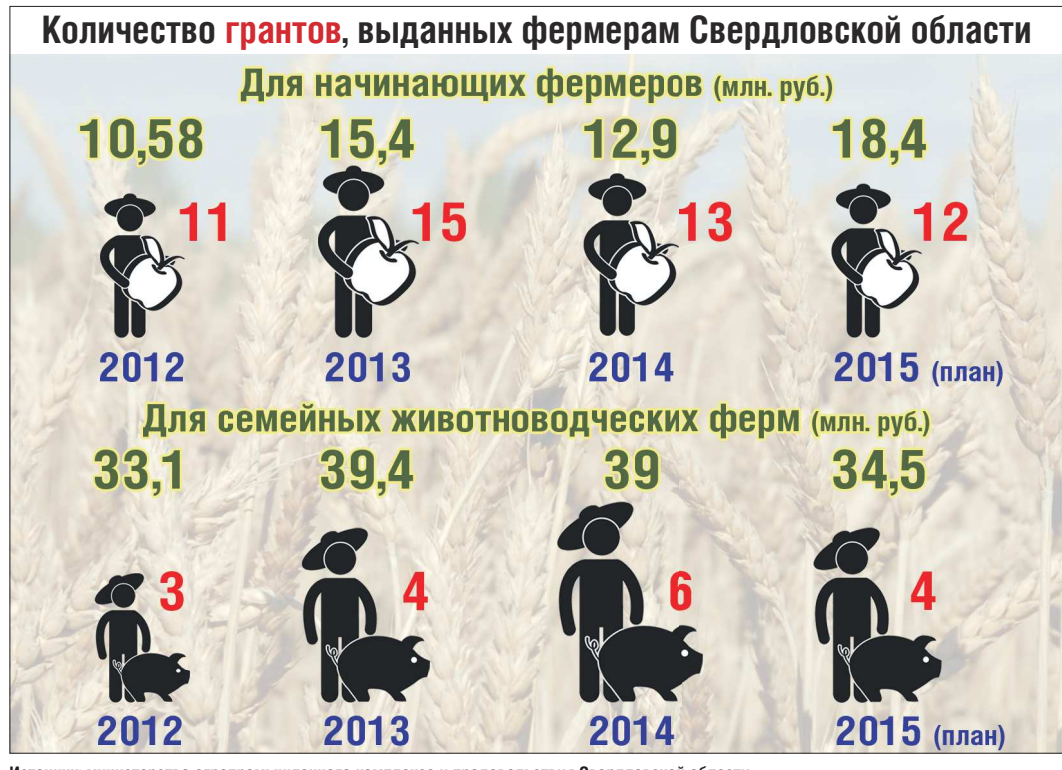 Количество грантов, выданных фермерам Свердловской области
Для начинающих фермеров (млн. руб.)
10,58 15,4 12,9 18,4
11 15 13 12
2012 2013 2014 2015 (план)
Для семейных животноводческих ферм (млн. руб.)
33,1 39,4 39 34,5
3 4 6 4
2012 2013 2014 2015 (план)